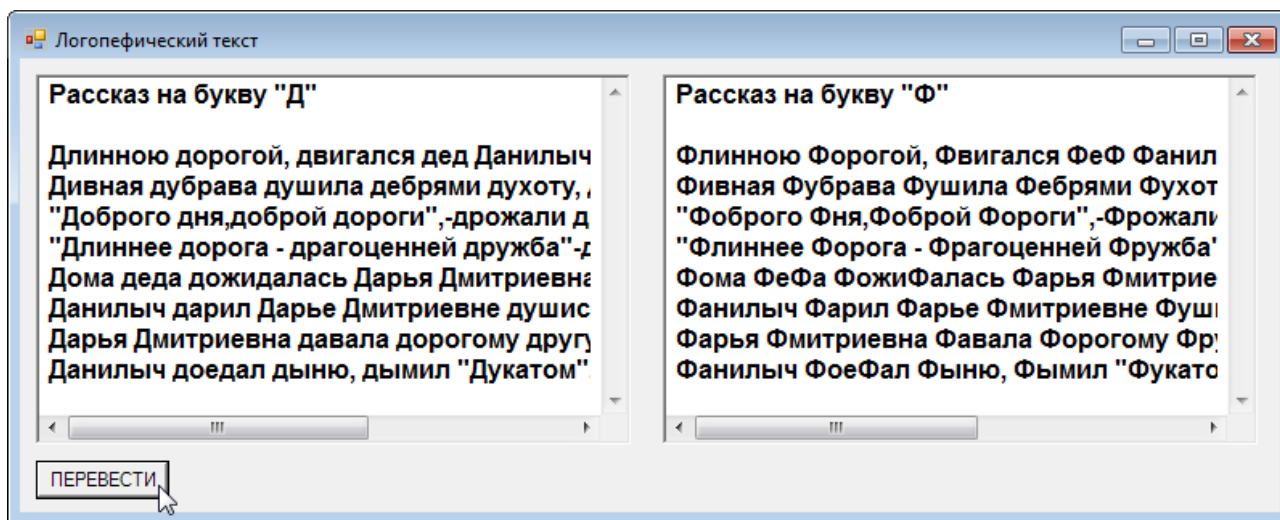 Логопефический текст
Рассказ на букву "Д"
Длинною дорогой, двигался дед Данилыч
Дивная дубрава душила дебрями духоту,
"Доброго дня,доброй дороги",-дрожали д
"Длиннее дорога - драгоценней дружба"-д
Дома деда дожидалась Дарья Дмитриевна
Данилыч дарил Дарье Дмитриевне душис
Дарья Дмитриевна давала дорогому другу
Данилыч доедал дыню, дымил "Дукатом"
Рассказ на букву "Ф"
Флинною Форогой, Фвигался ФеФ Фанил
Фивная Фубрава Фушила Фебрями Фухот
"Фоброго Фня,Фоброй Фороги",-Фрожали
"Флиннее Форога - Фрагоценней Фружба"
Фома ФеФа ФожиФалась Фарья Фмитрие
Фанилыч Фарил Фарье Фмитриевне Фуши
Фарья Фмитриевна Фавала Форогому Фру
Фанилыч ФоеФал Фыню, Фымил "Фукато
ПЕРЕВЕСТИ